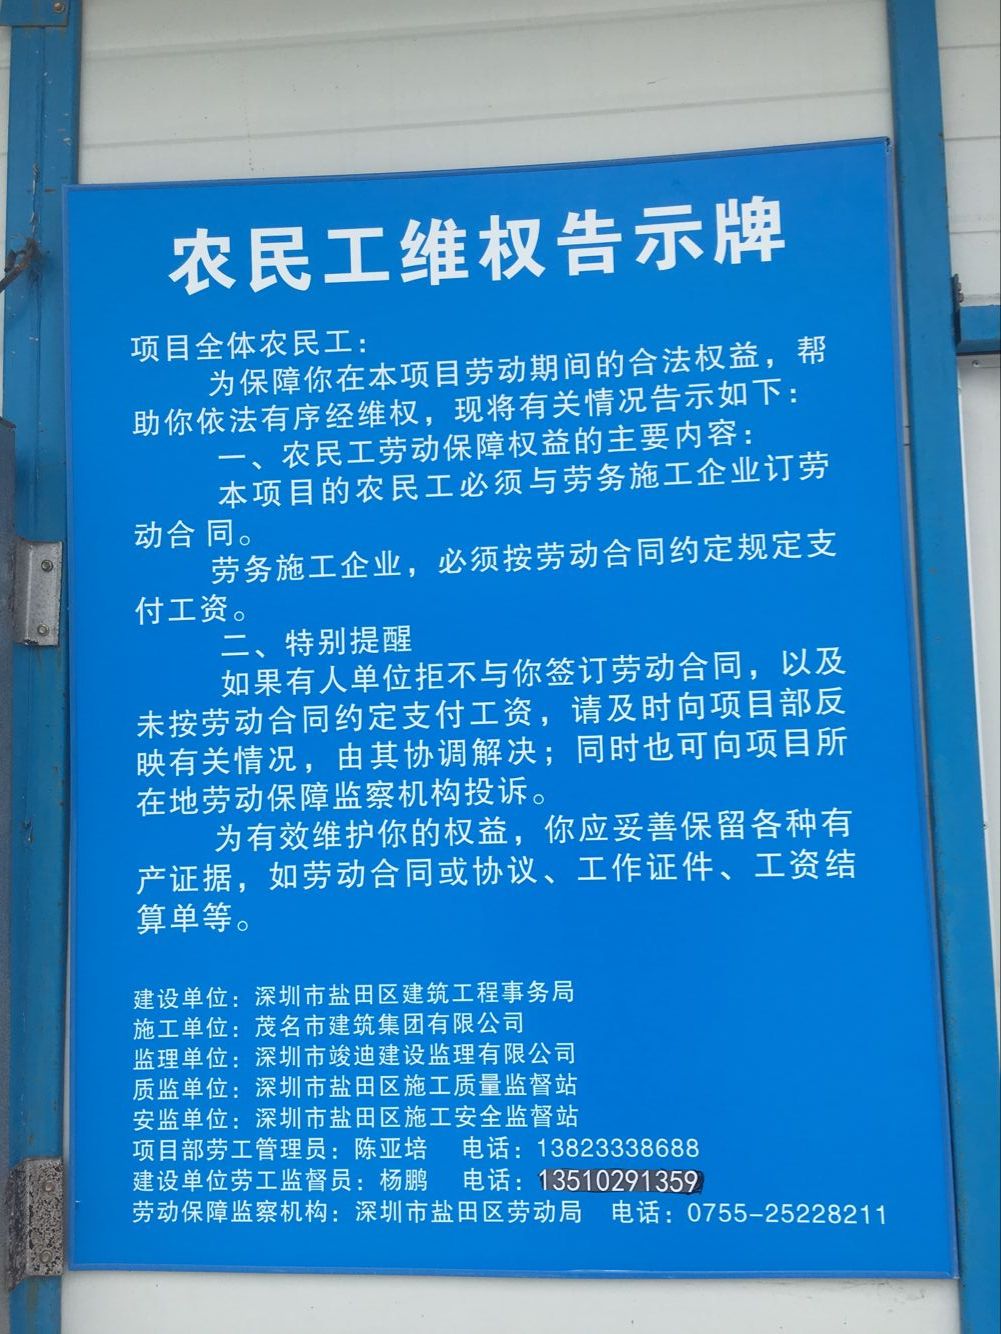 农民工维权告示牌
项目全体农民工：
为保障你在本项目劳动期间的合法权益，帮
助你依法有序经维权，现将有关情况告示如下：
一、农民工劳动保障权益的主要内容：
本项目的农民工必须与劳务施工企业订劳
动合 同。
劳务施工企业，必须按劳动合同约定规定支
付工资。
二、特别提醒
如果有人单位拒不与你签订劳动合同，以及
未按劳动合同约定支付工资，请及时向项目部反
映有关情况，由其协调解决；同时也可向项目所
在地劳动保障监察机构投诉。
为有效维护你的权益，你应妥善保留各种有
产证据，如劳动合同或协议、工作证件、工资结
算单等。
建设单位：深圳市盐田区建筑工程事务局
施工单位：茂名市建筑集团有限公司
监理单位：深圳市竣迪建设监理有限公司
质监单位：深圳市盐田区施工质量监督站
安监单位：深圳市盐田区施工安全监督站
项目部劳工管理员：陈亚培 电话：13823338688
建设单位劳工监督员：杨鹏 电话：13510291359
劳动保障监察机构：深圳市盐田区劳动局 电话：0755-25228211